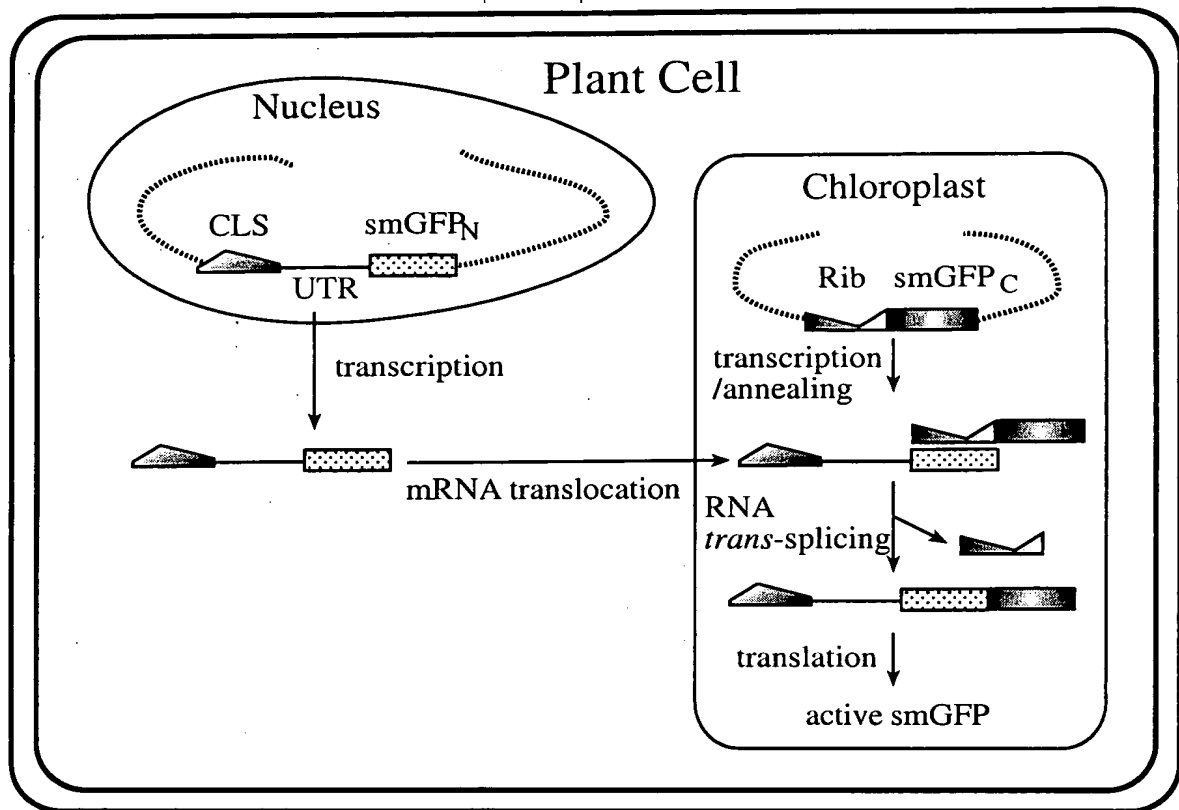 Plant Cell
Nucleus
CLS
smGFPN
UTR
transcription
mRNA translocation
Chloroplast
Rib
smGFP C
transcription
/annealing
RNA
trans-splicing
translation
active smGFP